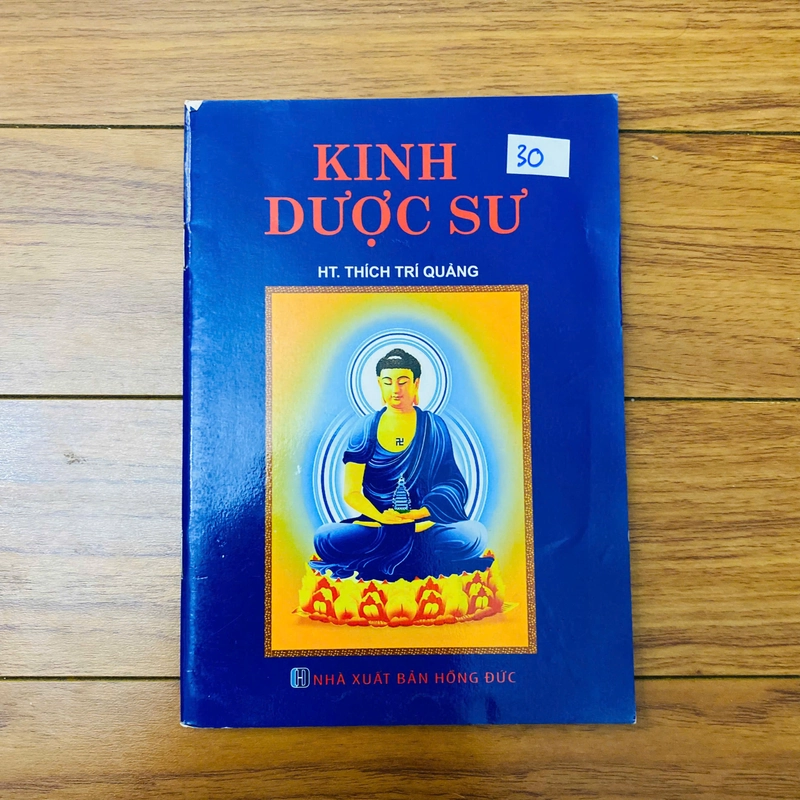 KINH
30
DƯỢC SƯ
HT. THÍCH TRÍ QUẢNG
NHÀ XUẤT BẢN HỒNG ĐỨC